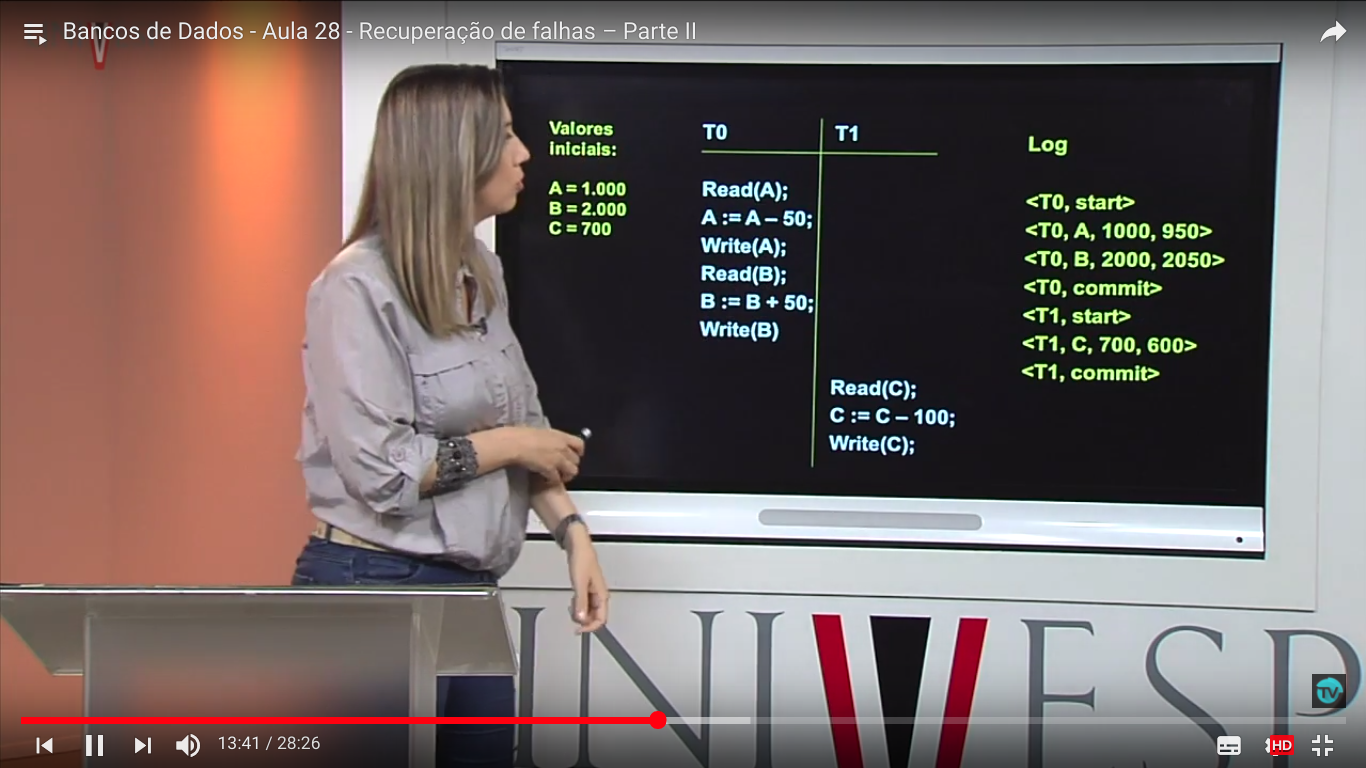 Bancos de Dados - Aula 28 - Recuperação de falhas – Parte II
Valores
iniciais:
A = 1.000
B = 2.000
C = 700
T0
T1
Read(A);
A := A – 50;
Write(A);
Read(B);
B := B + 50;
Write(B)
Read(C);
C := C – 100;
Write(C);
Log
<T0, start>
<T0, A, 1000, 950>
<T0, B, 2000, 2050>
<T0, commit>
<T1, start>
<T1, C, 700, 600>
<T1, commit>
UNIVESP
TV
13:41 / 28:26
HD